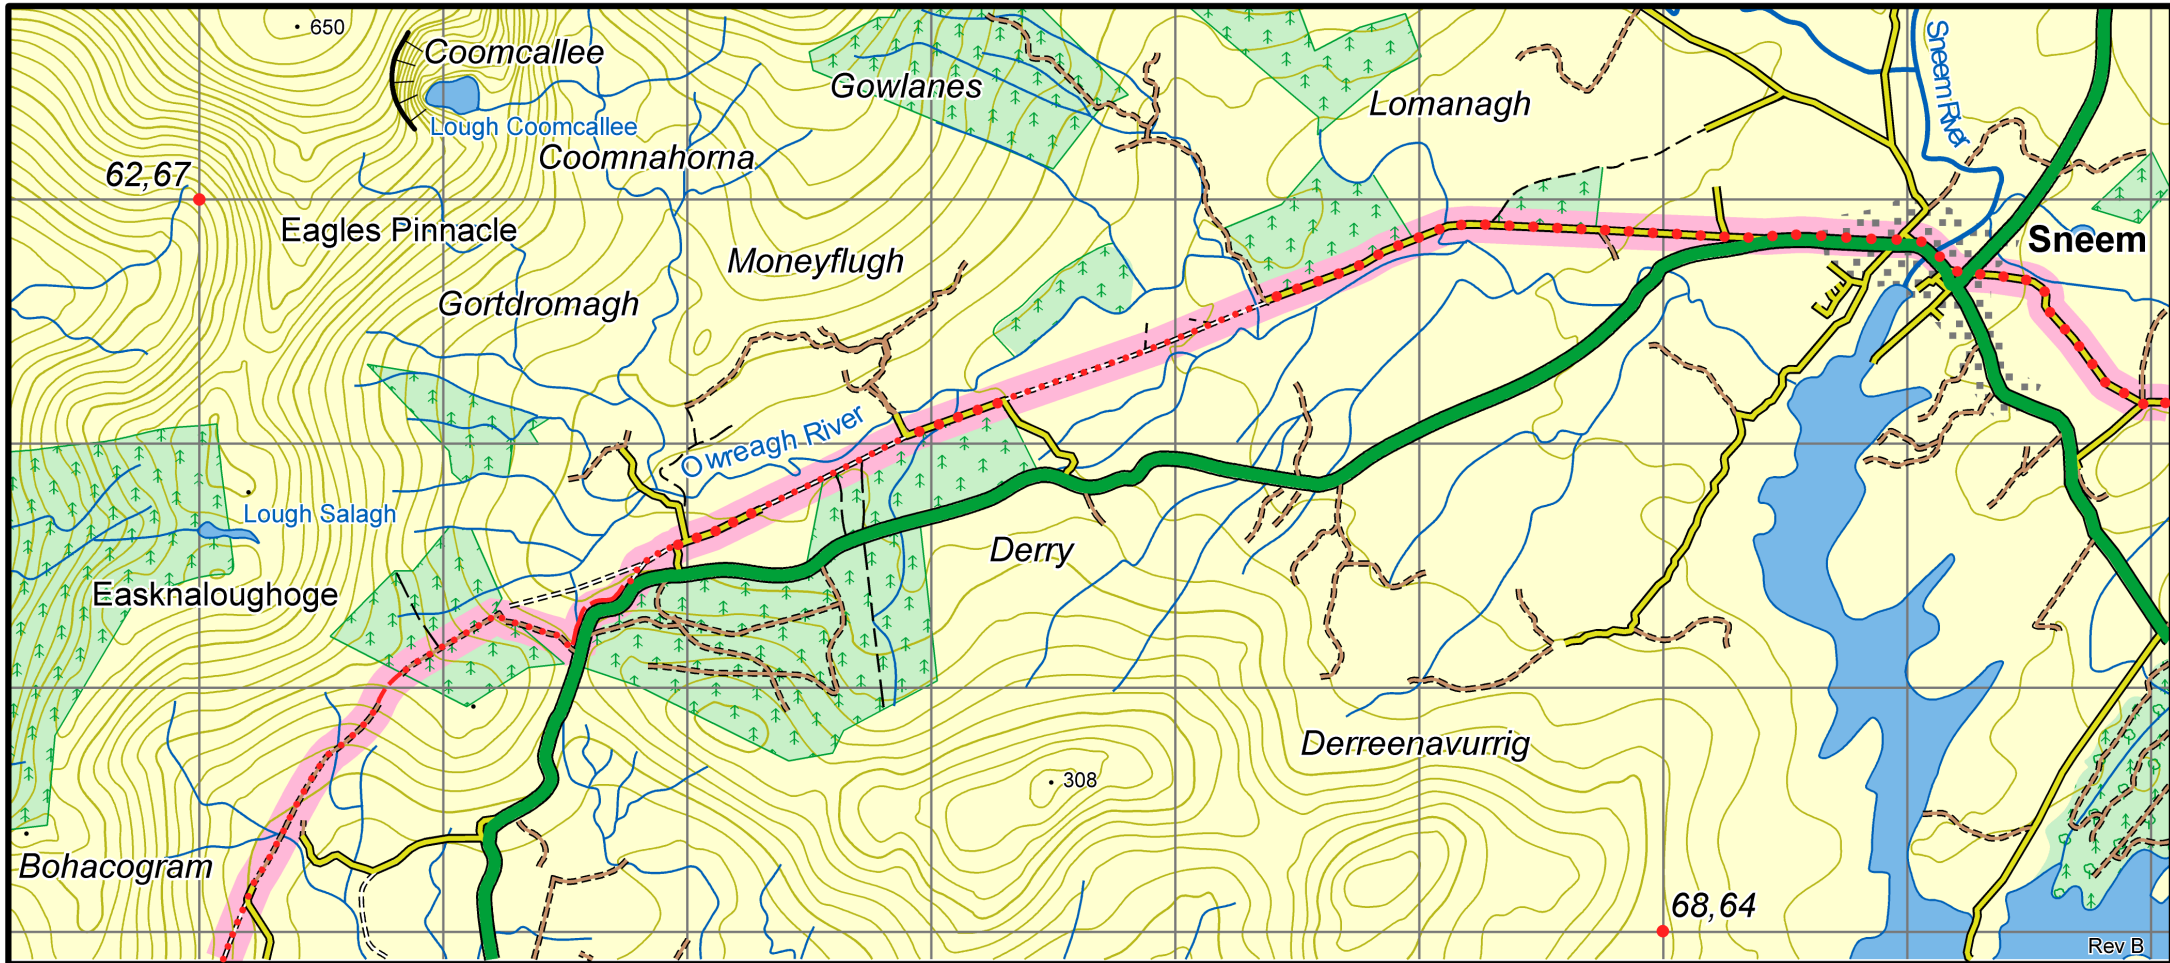 650
Coomcallee
Gowlanes
Lomanagh
Sneem River
Lough Coomcallee
Coomnahorna
62,67
Eagles Pinnacle
Sneem
Moneyflugh
Gortdromagh
Owreagh River
Lough Salagh
Derry
Easknaloughoge
Derreenavurrig
308
Bohacogram
68,64
Rev B